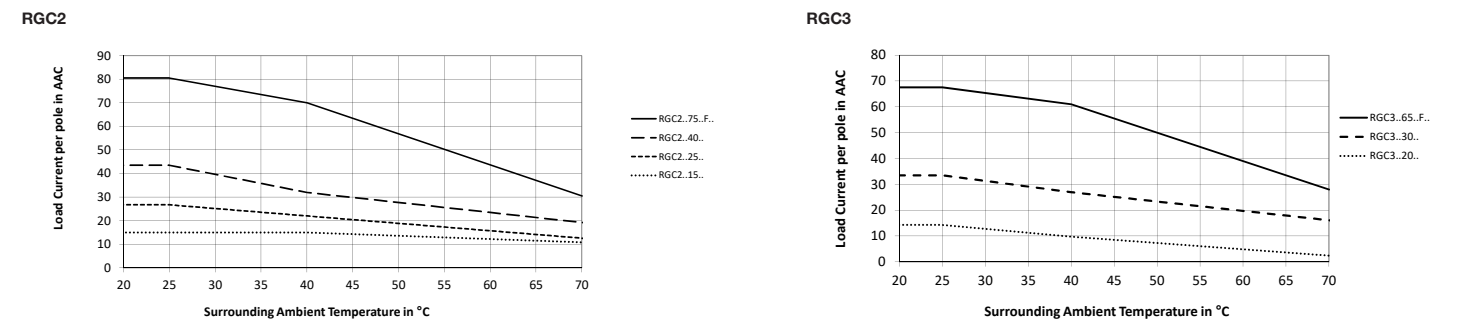 RGC2
Load Current per pole in AAC
90
80
70
60
50
40
30
20
10
0
20 25 30 35 40 45 50 55 60 65 70
Surrounding Ambient Temperature in °C
RGC2..75..F..
RGC2..40..
RGC2..25..
RGC2..15..
RGC3
Load Current per pole in AAC
80
70
60
50
40
30
20
10
0
20 25 30 35 40 45 50 55 60 65 70
Surrounding Ambient Temperature in °C
RGC3..65..F..
RGC3..30..
RGC3..20..